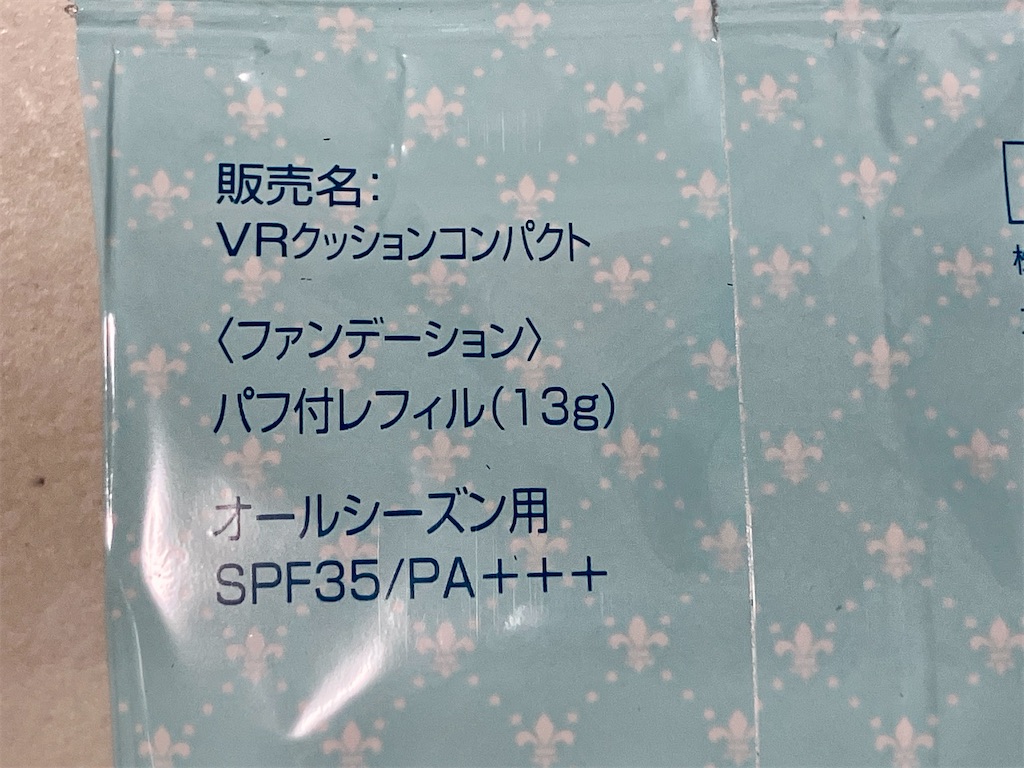 販売名：
VRクッションコンパクト
〈ファンデーション〉
パフ付レフィル(13g)
オールシーズン用
SPF35/PA+++